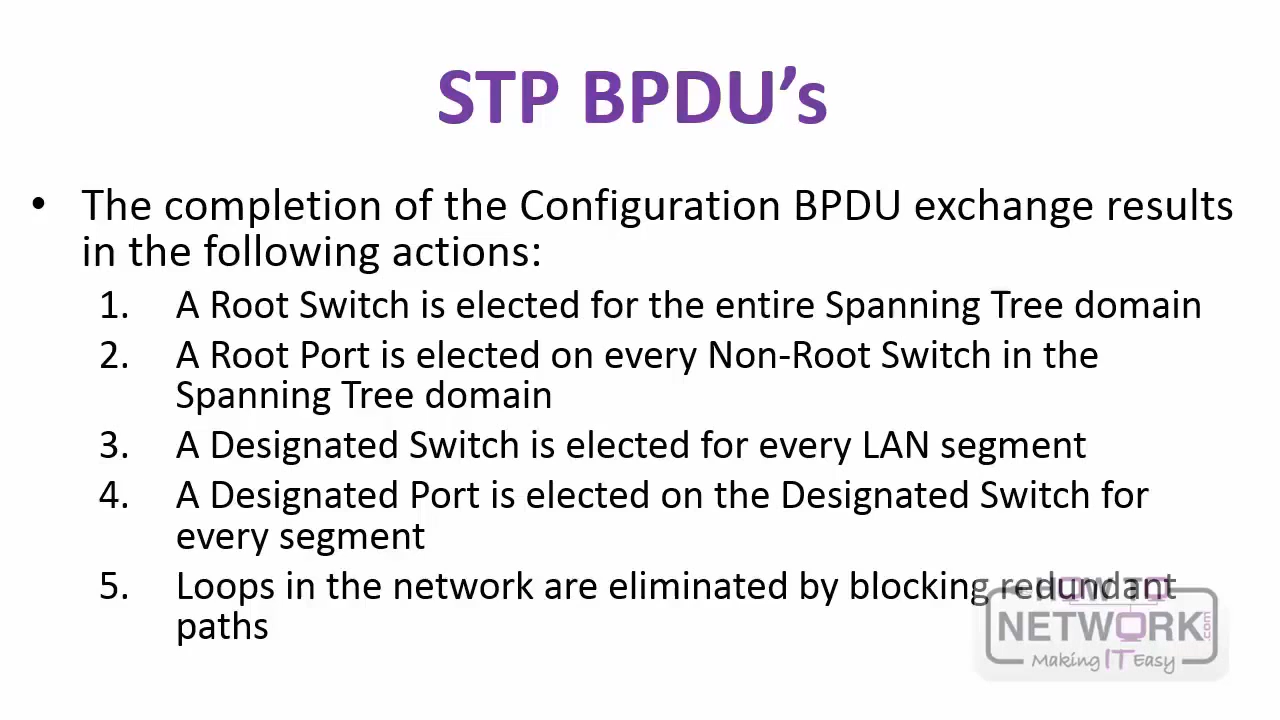 STP BPDU’s
• The completion of the Configuration BPDU exchange results
in the following actions:
1. A Root Switch is elected for the entire Spanning Tree domain
2. A Root Port is elected on every Non-Root Switch in the
Spanning Tree domain
3. A Designated Switch is elected for every LAN segment
4. A Designated Port is elected on the Designated Switch for
every segment
5. Loops in the network are eliminated by blocking redundant
paths
HOW TO
NETWORK.com
Making IT Easy